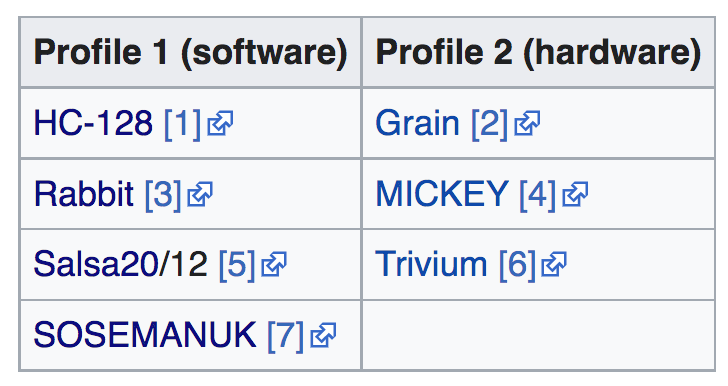 Profile 1 (software) Profile 2 (hardware)
HC-128 [1] Grain [2]
Rabbit [3] MICKEY [4]
Salsa20/12 [5] Trivium [6]
SOSEMANUK [7]